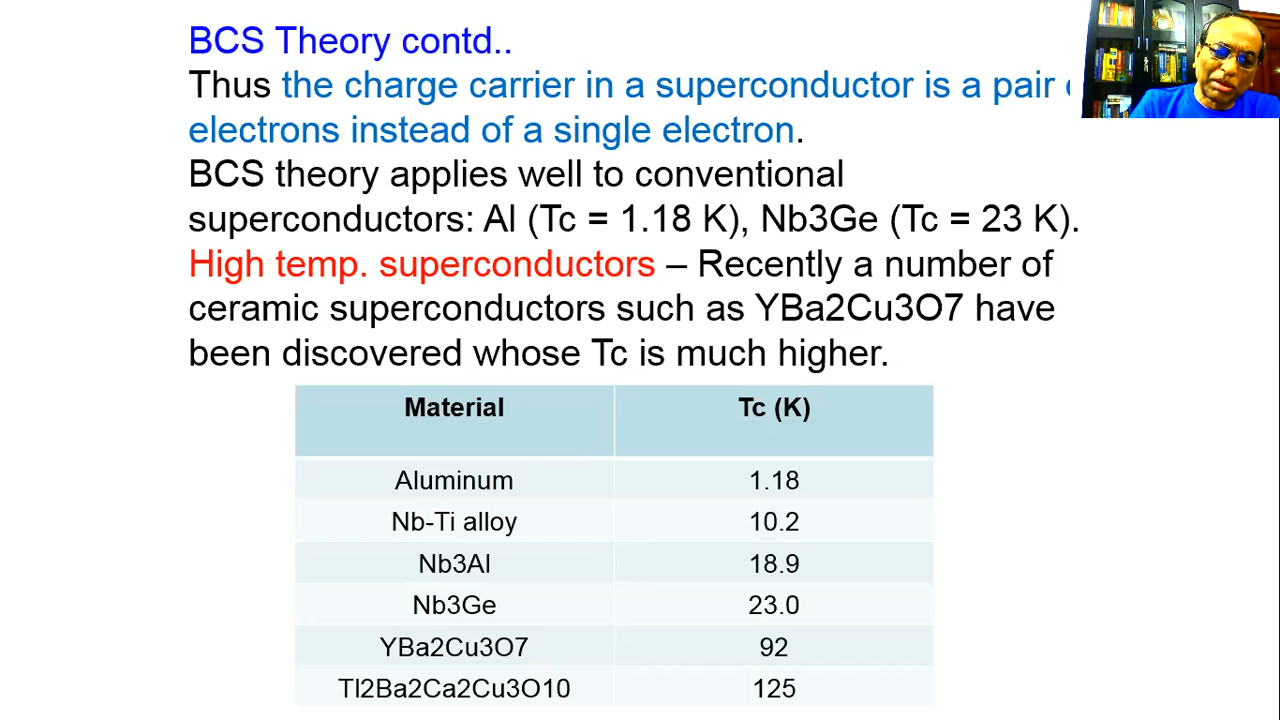 BCS Theory contd..
Thus the charge carrier in a superconductor is a pair
electrons instead of a single electron.
BCS theory applies well to conventional
superconductors: Al (Tc = 1.18 K), Nb3Ge (Tc = 23 K).
High temp. superconductors – Recently a number of
ceramic superconductors such as YBa2Cu3O7 have
been discovered whose Tc is much higher.
Material Tc (K)
Aluminum 1.18
Nb-Ti alloy 10.2
Nb3Al 18.9
Nb3Ge 23.0
YBa2Cu3O7 92
Tl2Ba2Ca2Cu3O10 125